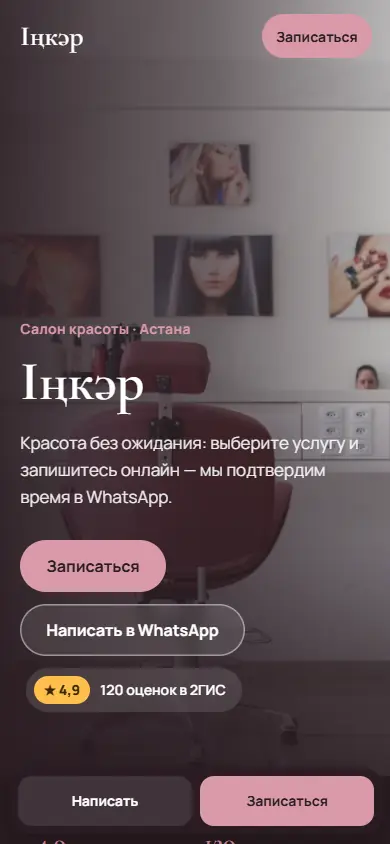 Іңкәр
Записаться
Салон красоты · Астана
Іңкәр
Красота без ожидания: выберите услугу и
запишитесь онлайн — мы подтвердим
время в WhatsApp.
Записаться
Написать в WhatsApp
★ 4,9 120 оценок в 2ГИС
Написать
Записаться